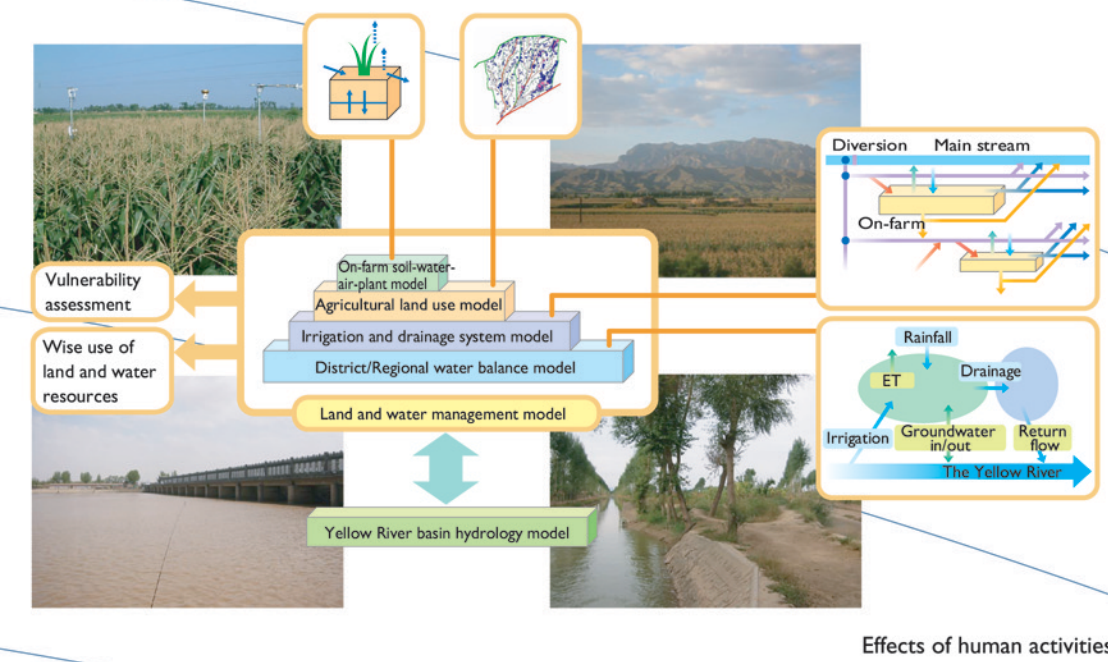 Diversion Main stream
On-farm
On-farm soil-water-
air-plant model
Vulnerability
assessment
Agricultural land use model
Irrigation and drainage system model
Wise use of
land and water
resources
District/Regional water balance model
Land and water management model
Rainfall
ET
Drainage
Irrigation
Groundwater
in/out
Return
flow
The Yellow River
Yellow River basin hydrology model
Effects of human activities